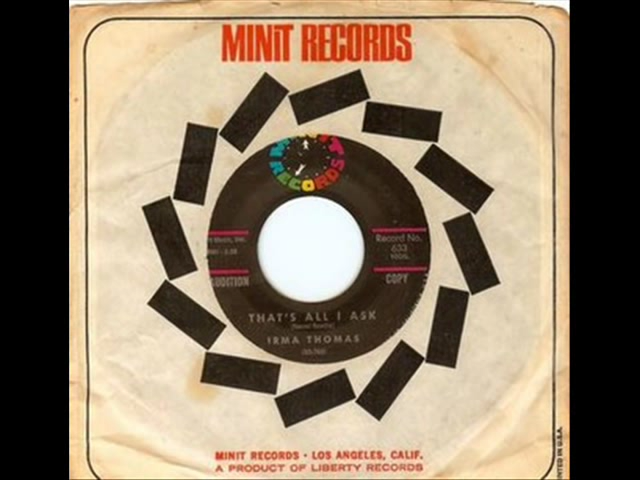 MINIT RECORDS
MINIT
RECORDS
Record No.
633
AUDITION
COPY
THAT'S ALL I ASK
IRMA THOMAS
MINIT RECORDS • LOS ANGELES, CALIF.
A PRODUCT OF LIBERTY RECORDS
U.S.A.